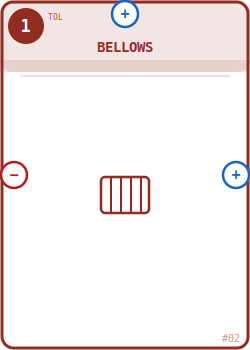 +
1 TOL
BELLOWS
− +
#02